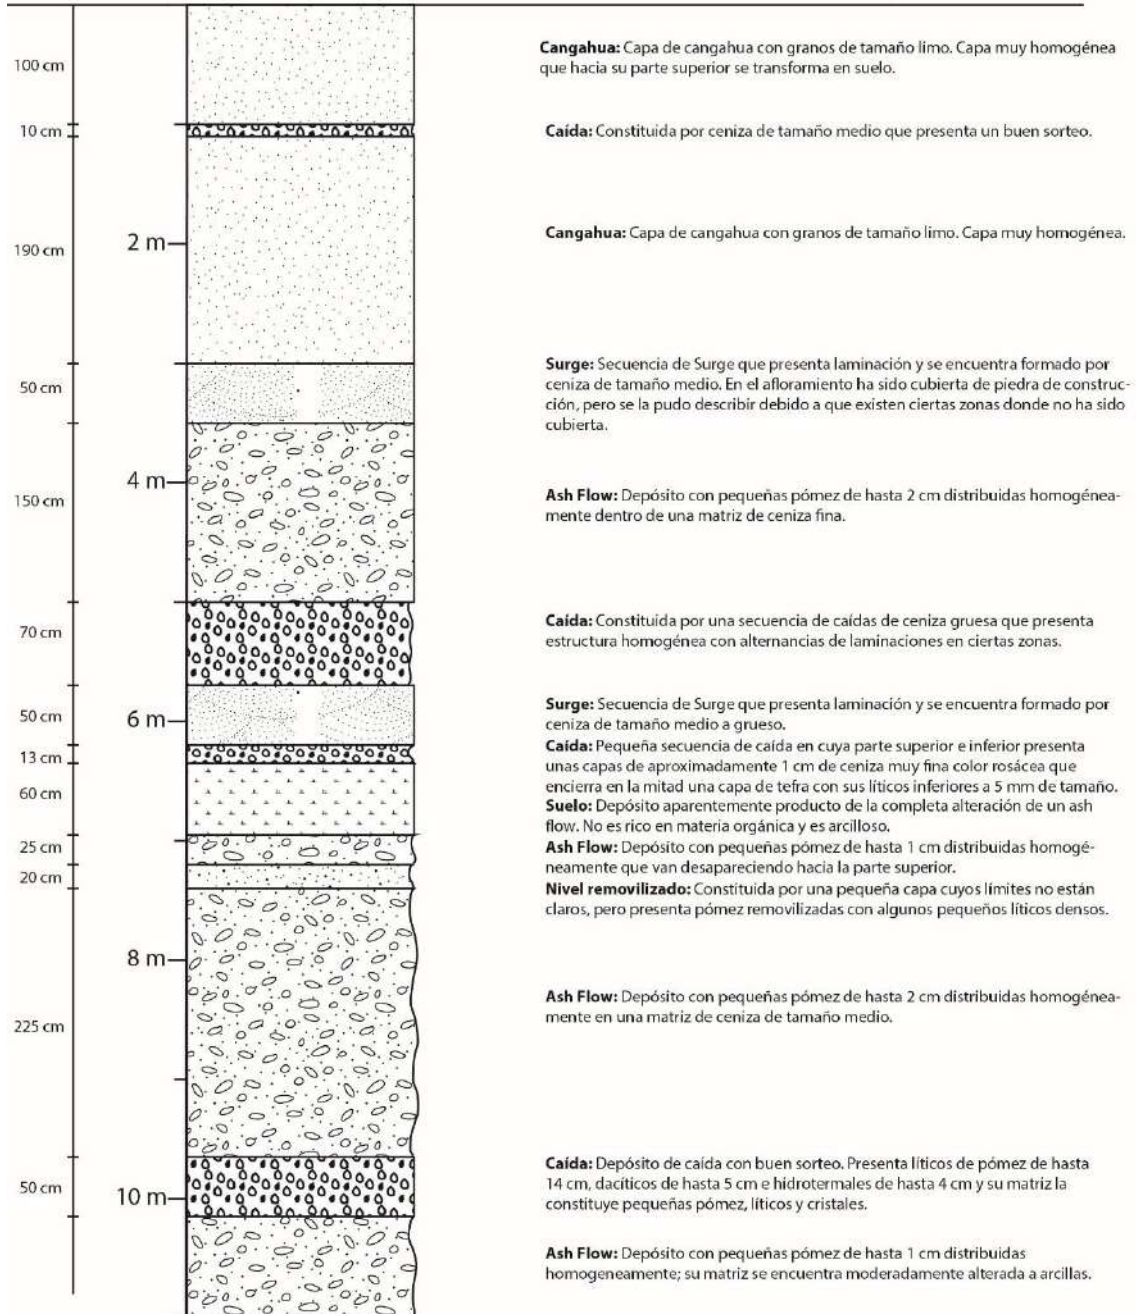 100 cm
Cangahua: Capa de cangahua con granos de tamaño limo. Capa muy homogénea
que hacia su parte superior se transforma en suelo.
10 cm
Caída: Constituida por ceniza de tamaño medio que presenta un buen sorteo.
190 cm
2 m
Cangahua: Capa de cangahua con granos de tamaño limo. Capa muy homogénea.
50 cm
Surge: Secuencia de Surge que presenta laminación y se encuentra formado por
ceniza de tamaño medio. En el afloramiento ha sido cubierta de piedra de construc-
ción, pero se la pudo describir debido a que existen ciertas zonas donde no ha sido
cubierta.
150 cm
4 m
Ash Flow: Depósito con pequeñas pómez de hasta 2 cm distribuidas homogénea-
mente dentro de una matriz de ceniza fina.
70 cm
Caída: Constituida por una secuencia de caídas de ceniza gruesa que presenta
estructura homogénea con alternancias de laminaciones en ciertas zonas.
50 cm
6 m
Surge: Secuencia de Surge que presenta laminación y se encuentra formado por
ceniza de tamaño medio a grueso.
13 cm
Caída: Pequeña secuencia de caída en cuya parte superior e inferior presenta
unas capas de aproximadamente 1 cm de ceniza muy fina color rosácea que
encierra en la mitad una capa de tefra con sus líticos inferiores a 5 mm de tamaño.
60 cm
Suelo: Depósito aparentemente producto de la completa alteración de un ash
flow. No es rico en materia orgánica y es arcilloso.
25 cm
Ash Flow: Depósito con pequeñas pómez de hasta 1 cm distribuidas homogé-
neamente que van desapareciendo hacia la parte superior.
20 cm
Nivel removilizado: Constituida por una pequeña capa cuyos límites no están
claros, pero presenta pómez removilizadas con algunos pequeños líticos densos.
8 m
225 cm
Ash Flow: Depósito con pequeñas pómez de hasta 2 cm distribuidas homogénea-
mente en una matriz de ceniza de tamaño medio.
50 cm
10 m
Caída: Depósito de caída con buen sorteo. Presenta líticos de pómez de hasta
14 cm, dacíticos de hasta 5 cm e hidrotermales de hasta 4 cm y su matriz la
constituye pequeñas pómez, líticos y cristales.
Ash Flow: Depósito con pequeñas pómez de hasta 1 cm distribuidas
homogeneamente; su matriz se encuentra moderadamente alterada a arcillas.